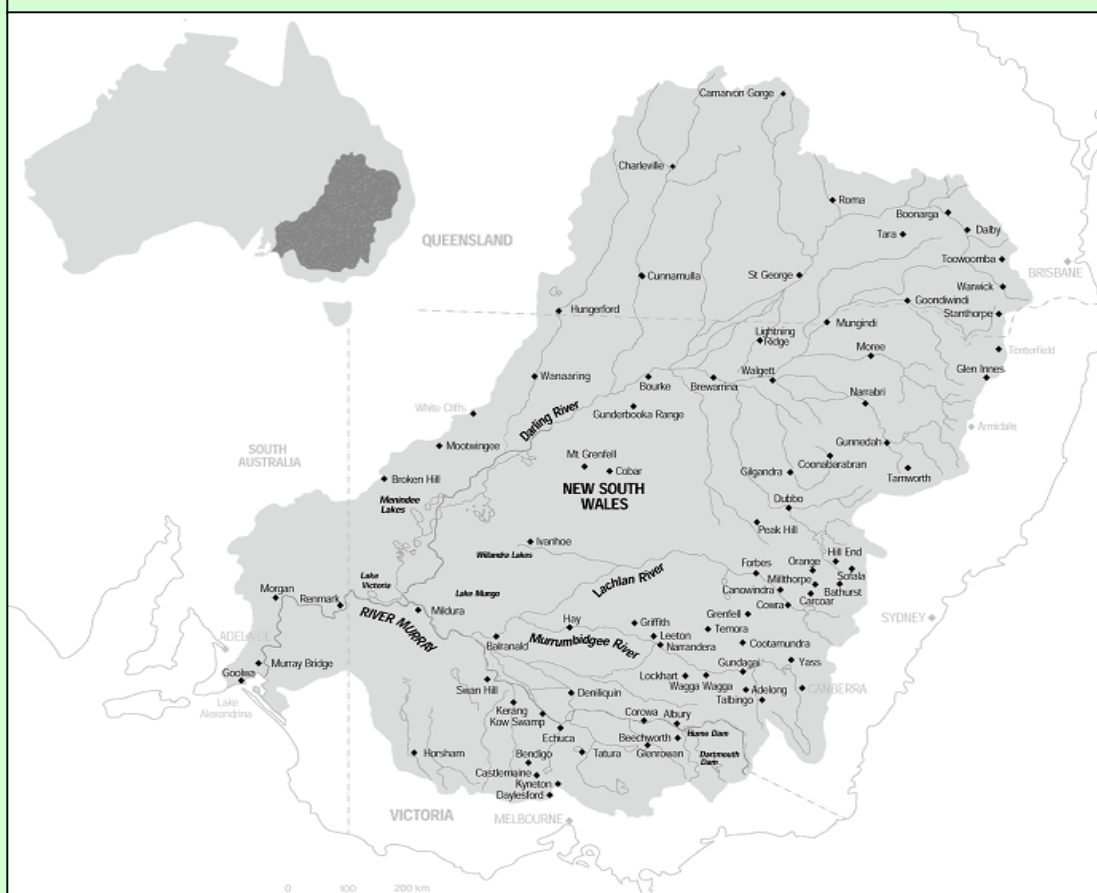 Carnarvon Gorge
Charleville
Roma
Boonarga
Tara
Dalby
QUEENSLAND
Toowoomba
BRISBANE
Cunnamulla
St George
Warwick
Goondiwindi
Hungerford
Stanthorpe
Mungindi
Lightning
Ridge
Moree
Tenterfield
Glen Innes
Wanaaring
Bourke
Brewarrina
Walgett
Narrabri
White Cliffs
Darling River
Gunderbooka Range
Armidale
Mootwingee
Gunnedah
SOUTH
AUSTRALIA
Mt Grenfell
Cobar
Coonabarabran
Gilgandra
Tamworth
Broken Hill
NEW SOUTH
WALES
Menindee
Lakes
Dubbo
Peak Hill
Ivanhoe
Willandra Lakes
Hill End
Orange
Forbes
Sofala
Lake
Victoria
Lachlan River
Millthorpe
Morgan
Lake Mungo
Canowindra
Bathurst
Renmark
Carcoar
Cowra
Mildura
RIVER MURRAY
Grenfell
SYDNEY
Hay
Griffith
Temora
ADELAIDE
Murrumbidgee River
Leeton
Balranald
Narrandera
Cootamundra
Murray Bridge
Gundagai
Yass
Goolwa
Lockhart
Swan Hill
Wagga Wagga
Adelong
CANBERRA
Deniliquin
Talbingo
Lake
Alexandrina
Kerang
Corowa
Albury
Kow Swamp
Hume Dam
Echuca
Beechworth
Horsham
Bendigo
Tatura
Glenrowan
Dartmouth
Dam
Castlemaine
Kyneton
Daylesford
VICTORIA
MELBOURNE
0 100 200 km